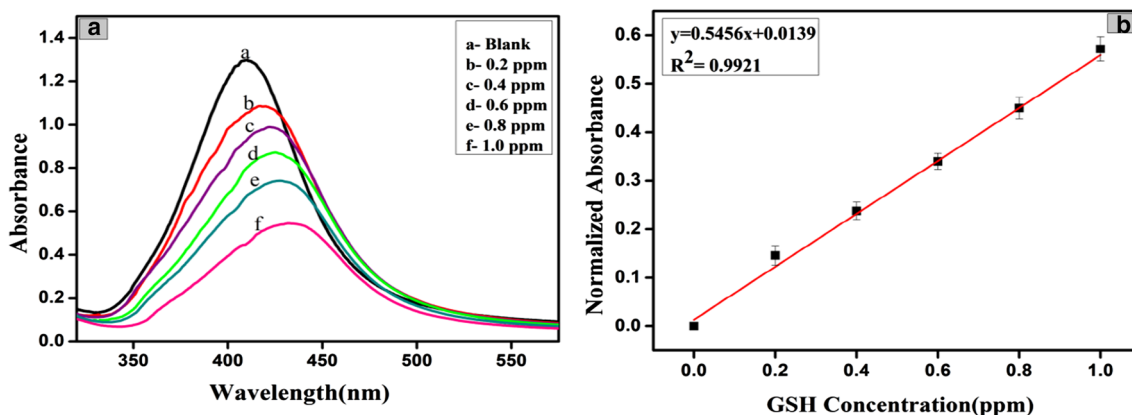 a
1.4
1.2
1.0
0.8
0.6
0.4
0.2
0.0
Absorbance
a
b
c
d
e
f
a- Blank
b- 0.2 ppm
c- 0.4 ppm
d- 0.6 ppm
e- 0.8 ppm
f- 1.0 ppm
350 400 450 500 550
Wavelength(nm)
b
y=0.5456x+0.0139
R²= 0.9921
0.6
0.5
0.3
0.2
0.1
0.0
Normalized Absorbance
0.0 0.2 0.4 0.6 0.8 1.0
GSH Concentration(ppm)